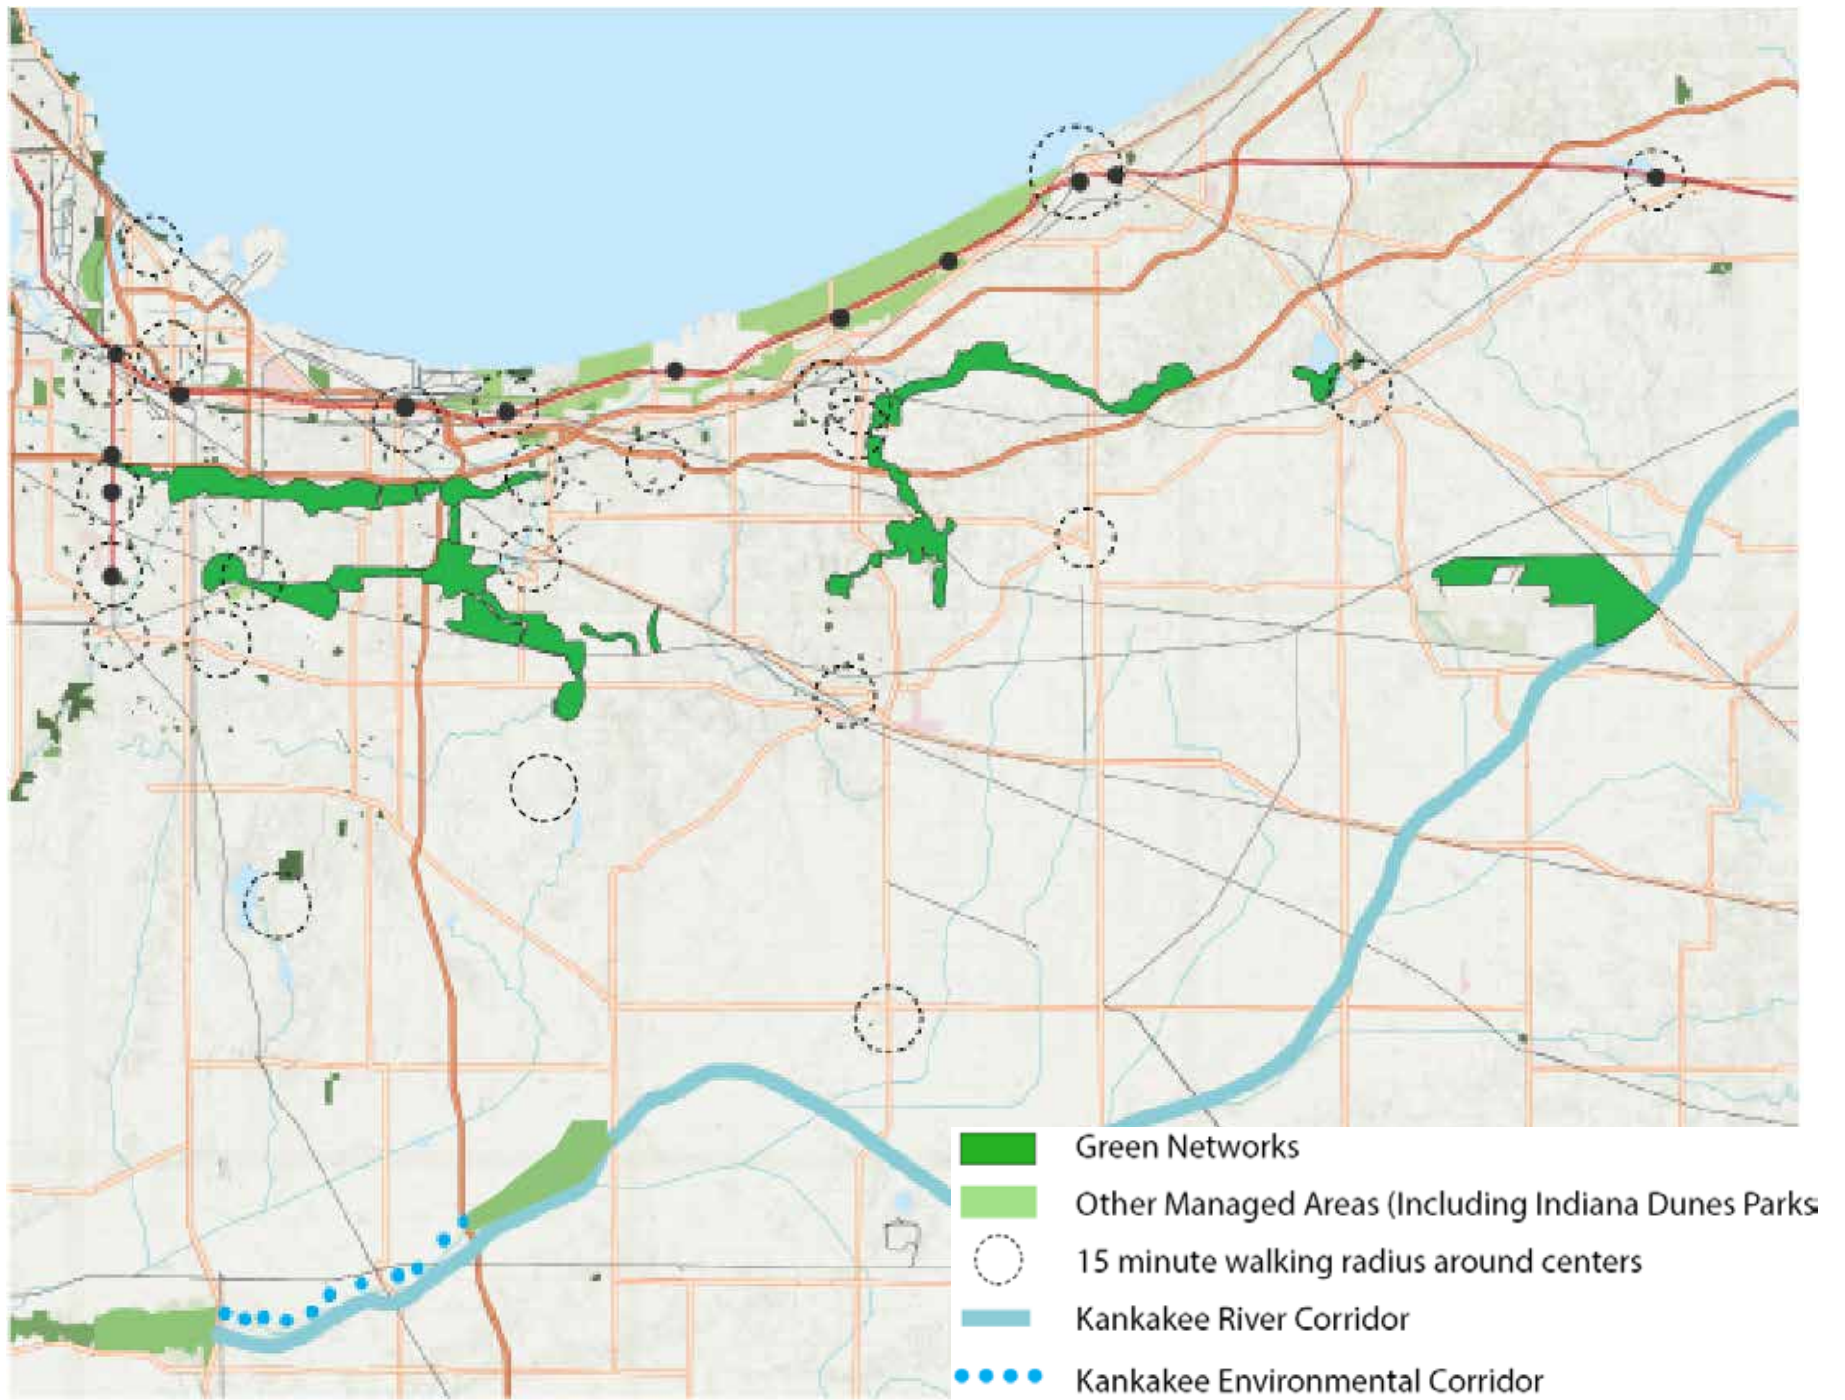 Green Networks
Other Managed Areas (Including Indiana Dunes Parks
15 minute walking radius around centers
Kankakee River Corridor
Kankakee Environmental Corridor